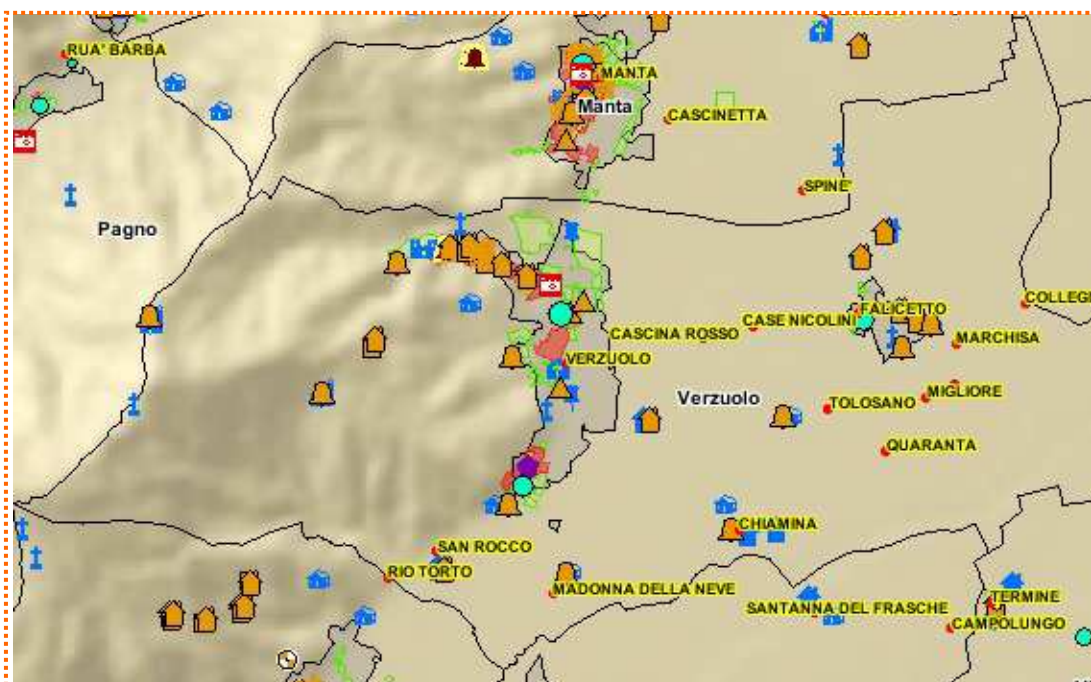 RUA' BARBA
MANTA
Manta
CASCINETTA
SPINE'
Pagno
COLLEGI
FALICETTO
CASE NICOLINI
CASCINA ROSSO
MARCHISA
VERZUOLO
MIGLIORE
Verzuolo
TOLOSANO
QUARANTA
CHIAMINA
SAN ROCCO
RIO TORTO
MADONNA DELLA NEVE
TERMINE
SANTANNA DEL FRASCHE
CAMPOLUNGO